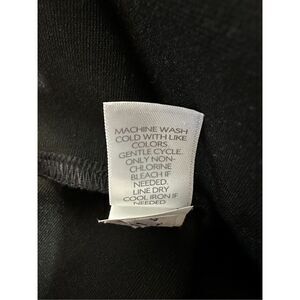 MACHINE WASH
COLD WITH LIKE
COLORS.
GENTLE CYCLE.
ONLY NON-
CHLORINE
BLEACH IF
NEEDED.
LINE DRY
COOL IRON IF
NEEDED